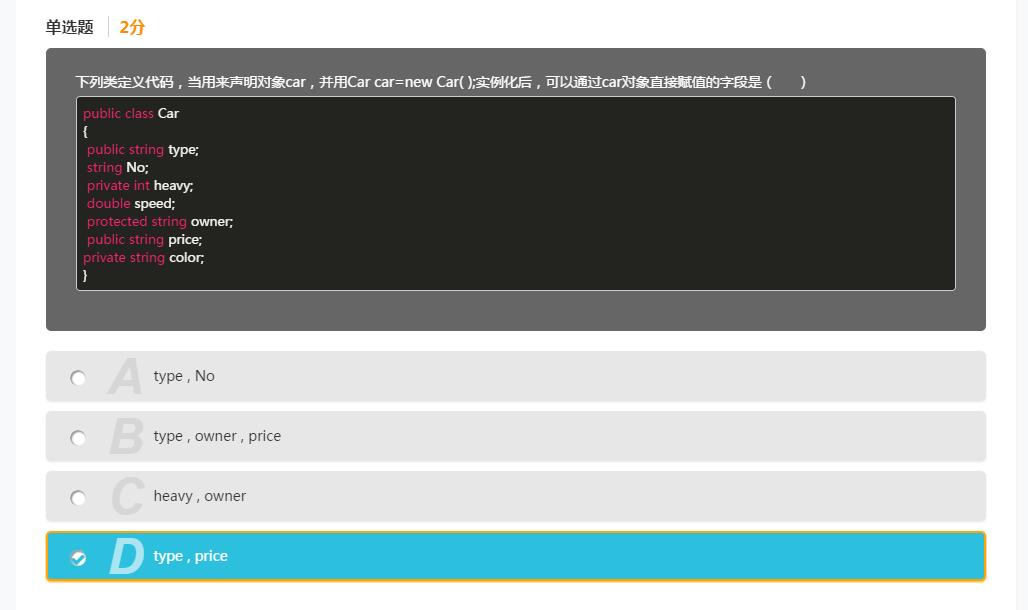 单选题 2分
下列类定义代码，当用来声明对象car，并用Car car=new Car( );实例化后，可以通过car对象直接赋值的字段是 (　　)
public class Car
{
public string type;
string No;
private int heavy;
double speed;
protected string owner;
public string price;
private string color;
}
A type , No
B type , owner , price
C heavy , owner
D type , price